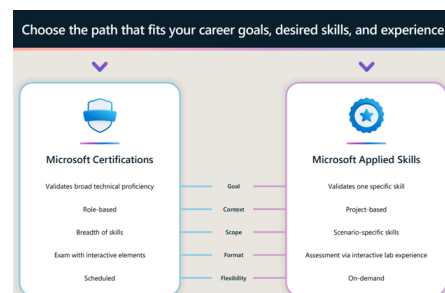 Choose the path that fits your career goals, desired skills, and experience
Microsoft Certifications
Microsoft Applied Skills
Validates broad technical proficiency Goal Validates one specific skill
Role-based Context Project-based
Breadth of skills Scope Scenario-specific skills
Exam with interactive elements Format Assessment via interactive lab experience
Scheduled Flexibility On-demand